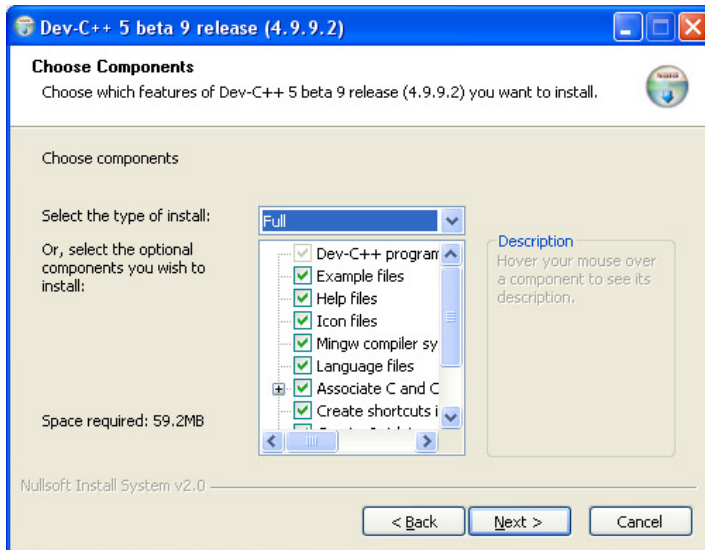 Dev-C++ 5 beta 9 release (4.9.9.2)
Choose Components
Choose which features of Dev-C++ 5 beta 9 release (4.9.9.2) you want to install.
Choose components
Select the type of install:
Full
Or, select the optional
components you wish to
install:
Dev-C++ program
Example files
Help files
Icon files
Mingw compiler sy
Language files
Associate C and C
Create shortcuts i
Description
Hover your mouse over
a component to see its
description.
Space required: 59.2MB
Nullsoft Install System v2.0
< Back
Next >
Cancel